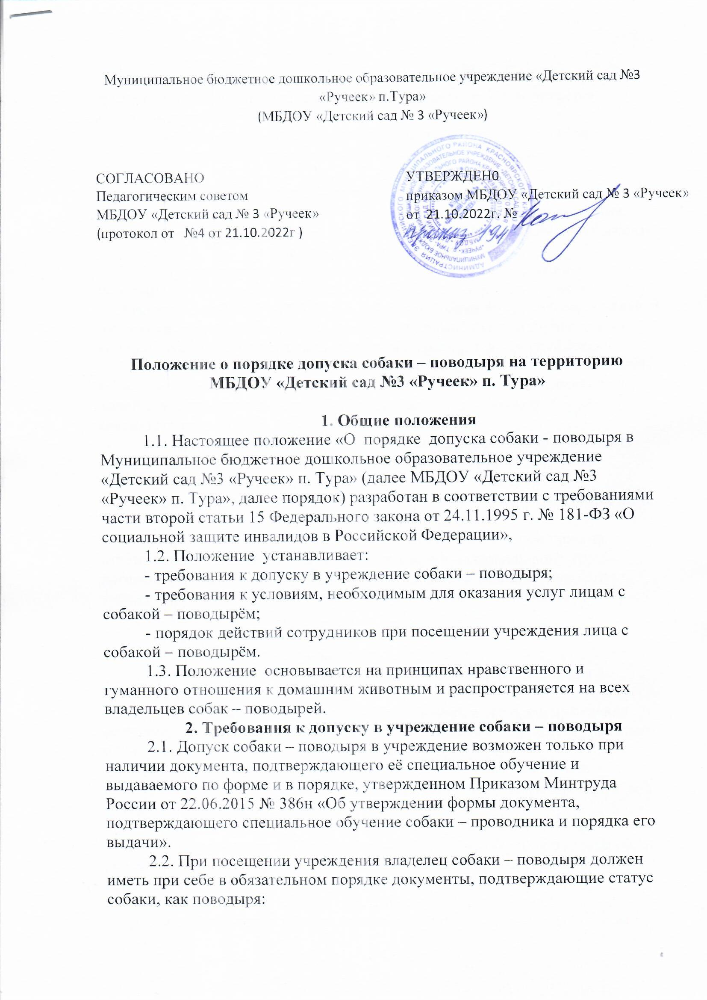 Муниципальное бюджетное дошкольное образовательное учреждение «Детский сад №3
«Ручеек» п.Тура»
(МБДОУ «Детский сад № 3 «Ручеек»)
СОГЛАСОВАНО
Педагогическим советом
МБДОУ «Детский сад № 3 «Ручеек»
(протокол от   №4 от 21.10.2022г )
УТВЕРЖДЕН0
приказом МБДОУ «Детский сад № 3 «Ручеек»
от  21.10.2022г. №
приказ 194
Положение о порядке допуска собаки – поводыря на территорию
МБДОУ «Детский сад №3 «Ручеек» п. Тура»
1. Общие положения
1.1. Настоящее положение «О  порядке  допуска собаки - поводыря в
Муниципальное бюджетное дошкольное образовательное учреждение
«Детский сад №3 «Ручеек» п. Тура» (далее МБДОУ «Детский сад №3
«Ручеек» п. Тура», далее порядок) разработан в соответствии с требованиями
части второй статьи 15 Федерального закона от 24.11.1995 г. № 181-ФЗ «О
социальной защите инвалидов в Российской Федерации»,
1.2. Положение  устанавливает:
- требования к допуску в учреждение собаки – поводыря;
- требования к условиям, необходимым для оказания услуг лицам с
собакой – поводырём;
- порядок действий сотрудников при посещении учреждения лица с
собакой – поводырём.
1.3. Положение  основывается на принципах нравственного и
гуманного отношения к домашним животным и распространяется на всех
владельцев собак – поводырей.
2. Требования к допуску в учреждение собаки – поводыря
2.1. Допуск собаки – поводыря в учреждение возможен только при
наличии документа, подтверждающего её специальное обучение и
выдаваемого по форме и в порядке, утвержденном Приказом Минтруда
России от 22.06.2015 № 386н «Об утверждении формы документа,
подтверждающего специальное обучение собаки – проводника и порядка его
выдачи».
2.2. При посещении учреждения владелец собаки – поводыря должен
иметь при себе в обязательном порядке документы, подтверждающие статус
собаки, как поводыря: